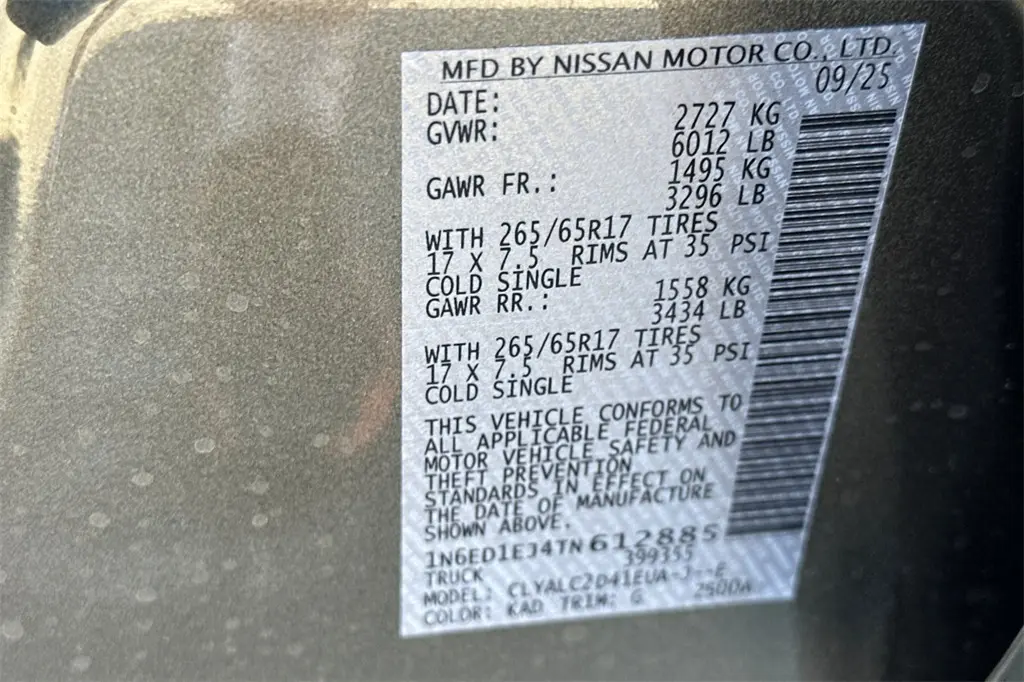 MFD BY NISSAN MOTOR CO., LTD.
DATE: 09/25
GVWR: 2727 KG
6012 LB
GAWR FR.: 1495 KG
3296 LB
WITH 265/65R17 TIRES
17 X 7.5 RIMS AT 35 PSI
COLD SINGLE
GAWR RR.: 1558 KG
3434 LB
WITH 265/65R17 TIRES
17 X 7.5 RIMS AT 35 PSI
COLD SINGLE
THIS VEHICLE CONFORMS TO
ALL APPLICABLE FEDERAL
MOTOR VEHICLE SAFETY AND
THEFT PREVENTION
STANDARDS IN EFFECT ON
THE DATE OF MANUFACTURE
SHOWN ABOVE.
1N6ED1EJ4TN612885
399355
TRUCK
MODEL: CLYALC2D41EUA-J--E
COLOR: KAD TRIM: G 2500A